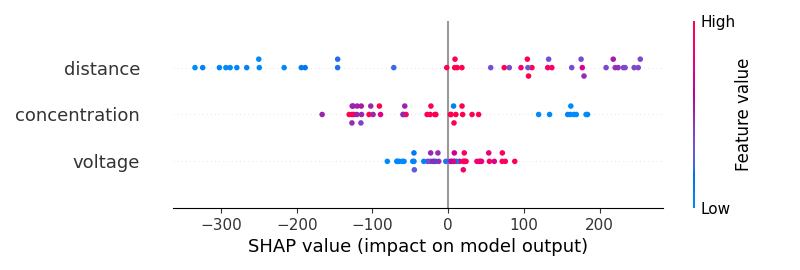 High
distance
concentration
voltage
Feature value
Low
−300 −200 −100 0 100 200
SHAP value (impact on model output)